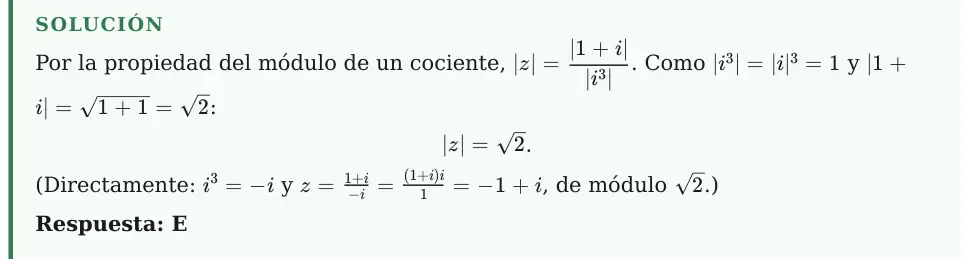 SOLUCIÓN
Por la propiedad del módulo de un cociente, |z| = |1 + i| / |i³|. Como |i³| = |i|³ = 1 y |1 +
i| = √(1 + 1) = √2:
|z| = √2.
(Directamente: i³ = −i y z = (1+i)/(−i) = ((1+i)i)/1 = −1 + i, de módulo √2.)
Respuesta: E